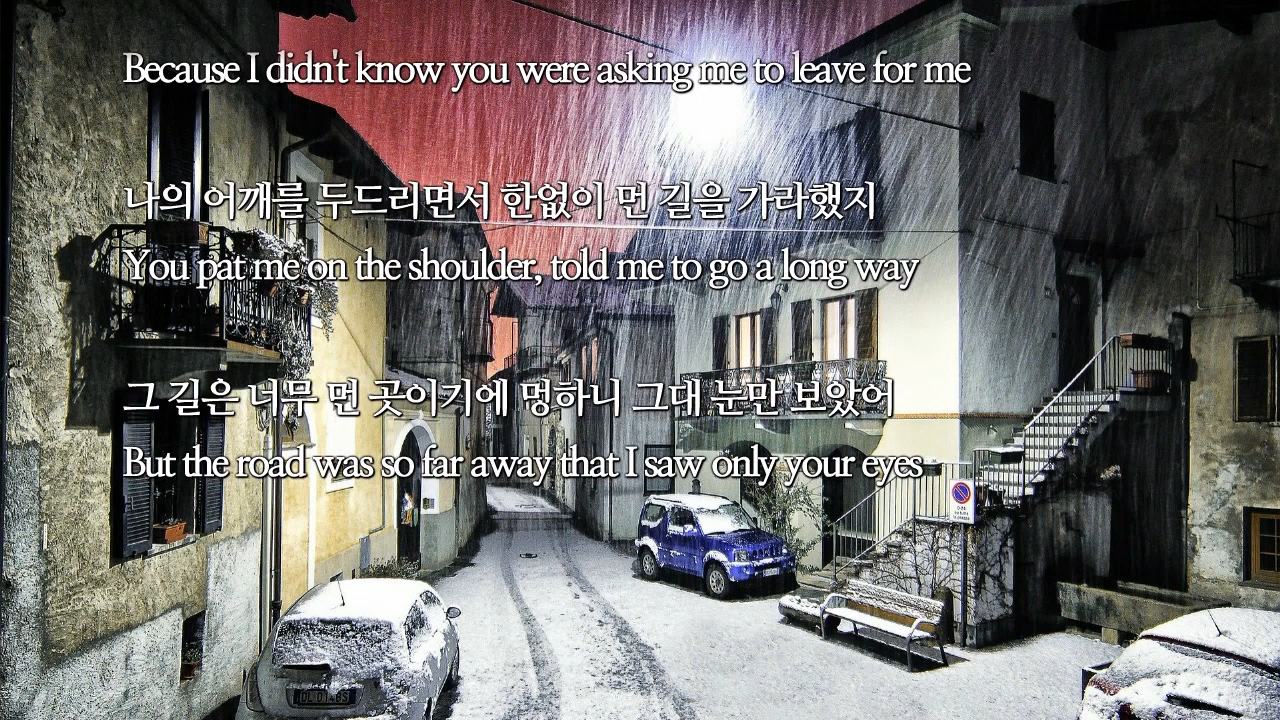 Because I didn't know you were asking me to leave for me
나의 어깨를 두드리면서 한없이 먼 길을 가라했지
You pat me on the shoulder, told me to go a long way
그 길은 너무 먼 곳이기에 멍하니 그대 눈만 보았어
But the road was so far away that I saw only your eyes